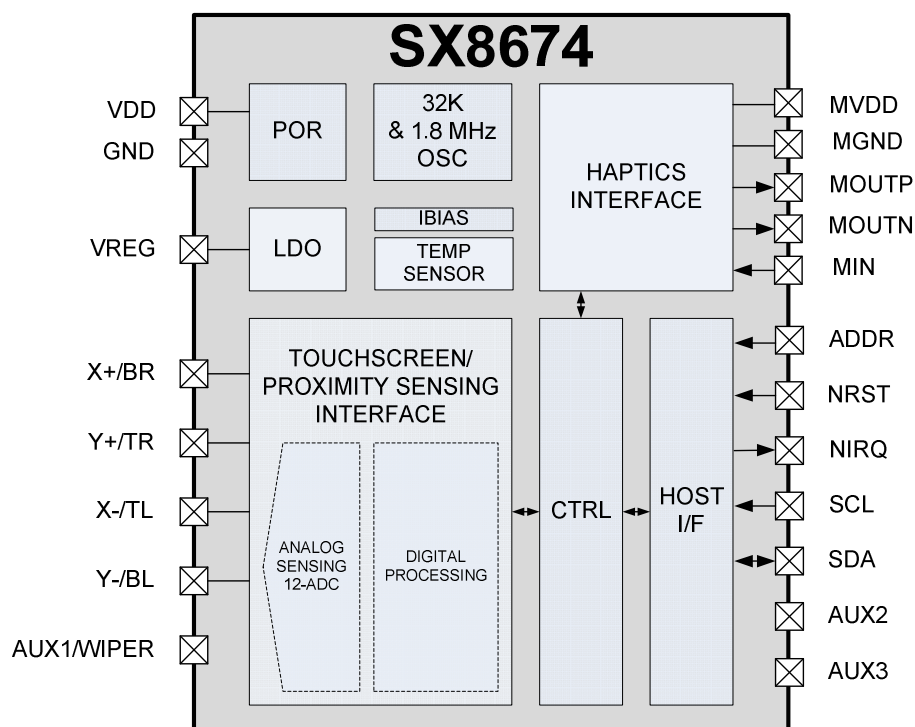 SX8674
VDD
GND
VREG
X+/BR
Y+/TR
X-/TL
Y-/BL
AUX1/WIPER
POR
32K
& 1.8 MHz
OSC
LDO
IBIAS
TEMP
SENSOR
HAPTICS
INTERFACE
TOUCHSCREEN/
PROXIMITY SENSING
INTERFACE
ANALOG
SENSING
12-ADC
DIGITAL
PROCESSING
CTRL
HOST
I/F
MVDD
MGND
MOUTP
MOUTN
MIN
ADDR
NRST
NIRQ
SCL
SDA
AUX2
AUX3